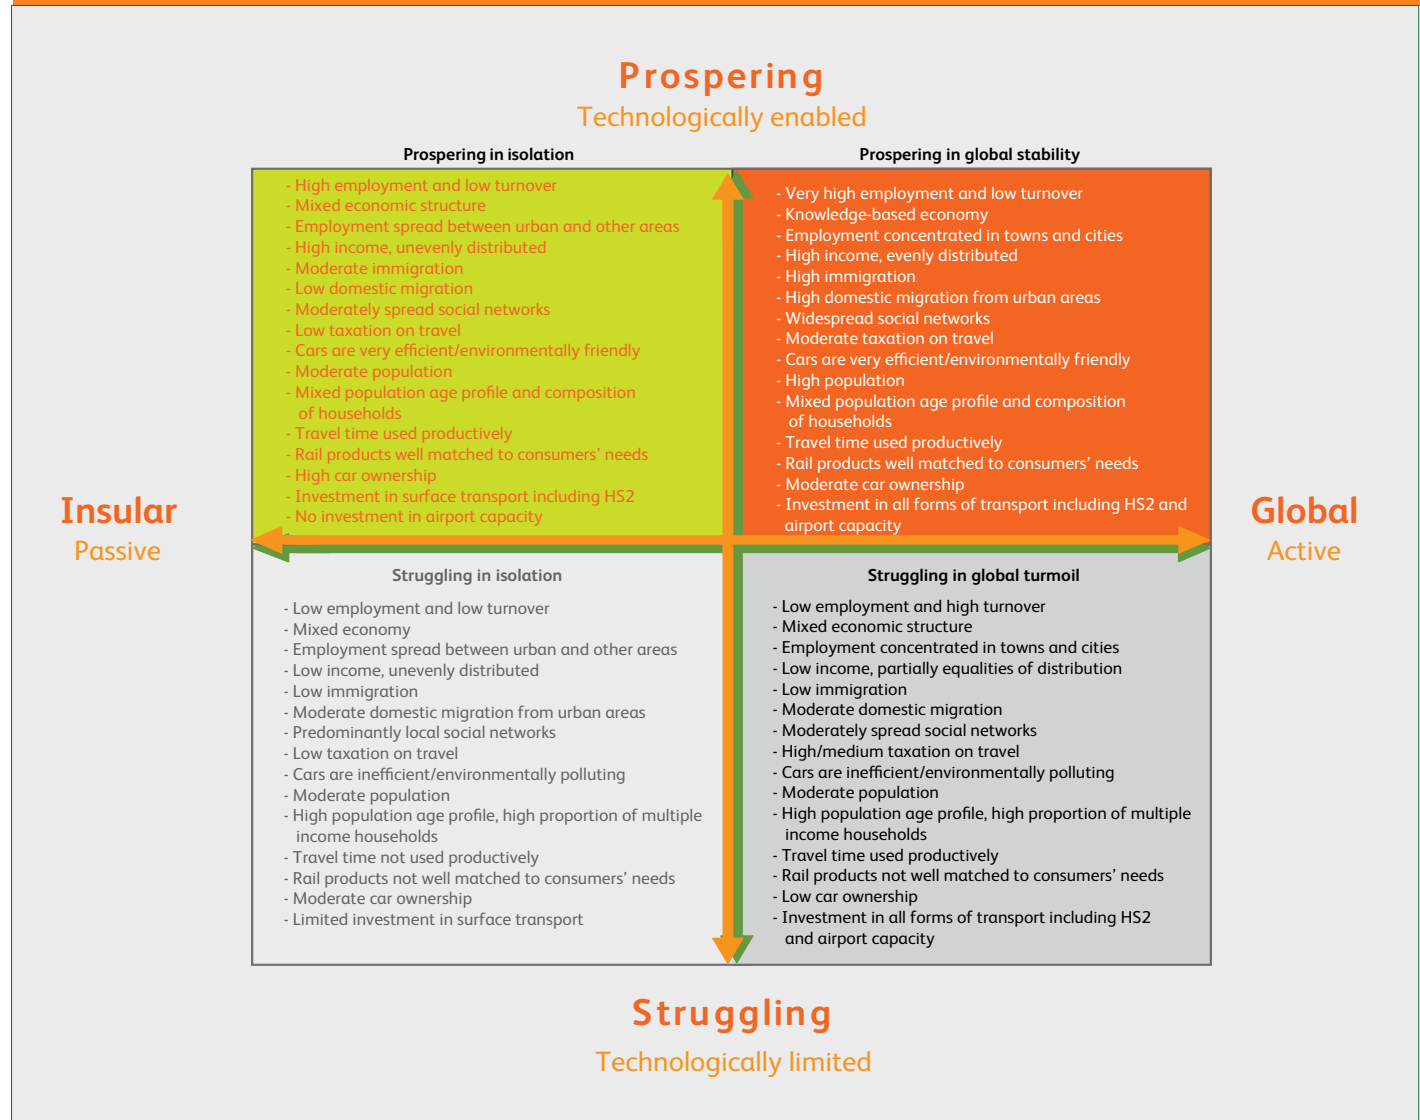 Prospering
Technologically enabled
Prospering in isolation
- High employment and low turnover
- Mixed economic structure
- Employment spread between urban and other areas
- High income, unevenly distributed
- Moderate immigration
- Low domestic migration
- Moderately spread social networks
- Low taxation on travel
- Cars are very efficient/environmentally friendly
- Moderate population
- Mixed population age profile and composition
of households
- Travel time used productively
- Rail products well matched to consumers’ needs
- High car ownership
- Investment in surface transport including HS2
- No investment in airport capacity
Prospering in global stability
- Very high employment and low turnover
- Knowledge-based economy
- Employment concentrated in towns and cities
- High income, evenly distributed
- High immigration
- High domestic migration from urban areas
- Widespread social networks
- Moderate taxation on travel
- Cars are very efficient/environmentally friendly
- High population
- Mixed population age profile and composition
of households
- Travel time used productively
- Rail products well matched to consumers’ needs
- Moderate car ownership
- Investment in all forms of transport including HS2 and
airport capacity
Insular
Passive
Global
Active
Struggling in isolation
- Low employment and low turnover
- Mixed economy
- Employment spread between urban and other areas
- Low income, unevenly distributed
- Low immigration
- Moderate domestic migration from urban areas
- Predominantly local social networks
- Low taxation on travel
- Cars are inefficient/environmentally polluting
- Moderate population
- High population age profile, high proportion of multiple
income households
- Travel time not used productively
- Rail products not well matched to consumers’ needs
- Moderate car ownership
- Limited investment in surface transport
Struggling in global turmoil
- Low employment and high turnover
- Mixed economic structure
- Employment concentrated in towns and cities
- Low income, partially equalities of distribution
- Low immigration
- Moderate domestic migration
- Moderately spread social networks
- High/medium taxation on travel
- Cars are inefficient/environmentally polluting
- Moderate population
- High population age profile, high proportion of multiple
income households
- Travel time used productively
- Rail products not well matched to consumers’ needs
- Low car ownership
- Investment in all forms of transport including HS2
and airport capacity
Struggling
Technologically limited